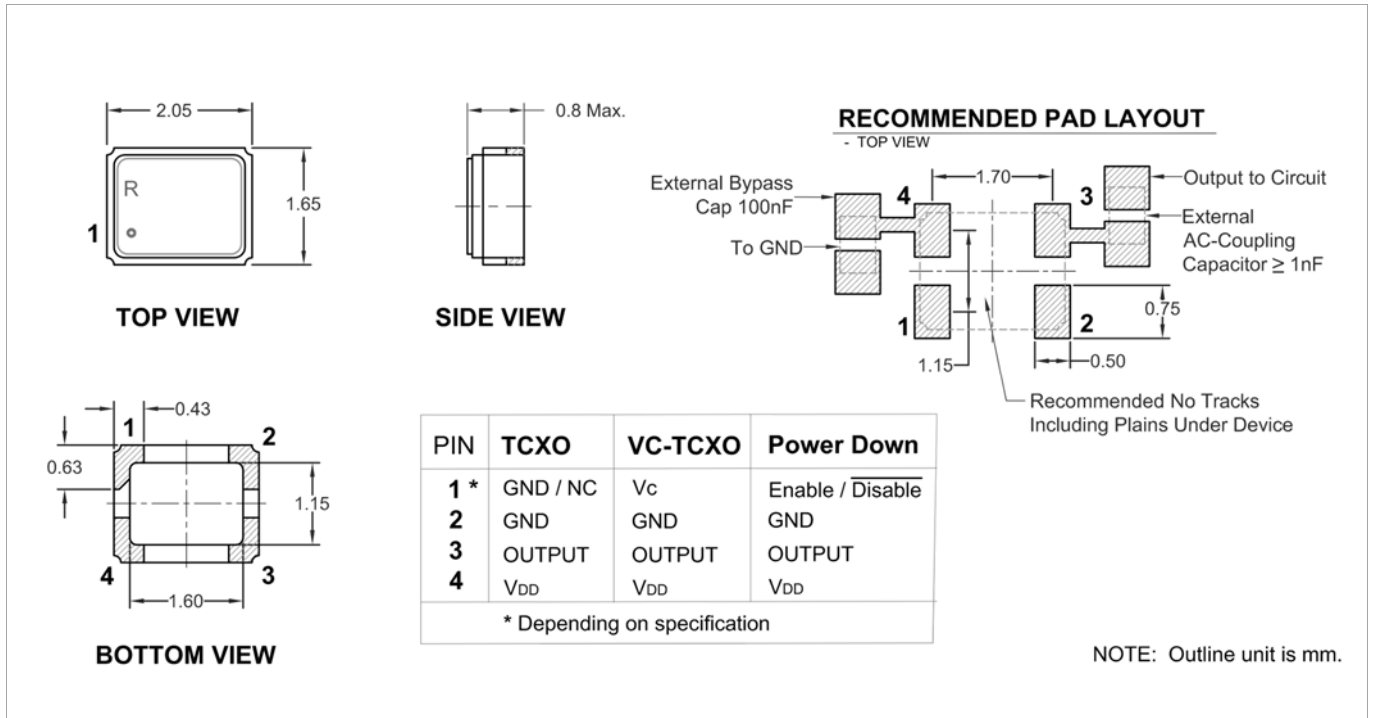 2.05
R
1
1.65
TOP VIEW
0.8 Max.
SIDE VIEW
RECOMMENDED PAD LAYOUT
- TOP VIEW
External Bypass
Cap 100nF
To GND
4
1.70
3
Output to Circuit
External
AC-Coupling
Capacitor ≥ 1nF
1
2
0.75
1.15
0.50
Recommended No Tracks
Including Plains Under Device
0.43
1
2
0.63
1.15
4
3
1.60
BOTTOM VIEW
PIN TCXO VC-TCXO Power Down
1 * GND / NC Vc Enable / Disable
2 GND GND GND
3 OUTPUT OUTPUT OUTPUT
4 VDD VDD VDD
* Depending on specification
NOTE: Outline unit is mm.